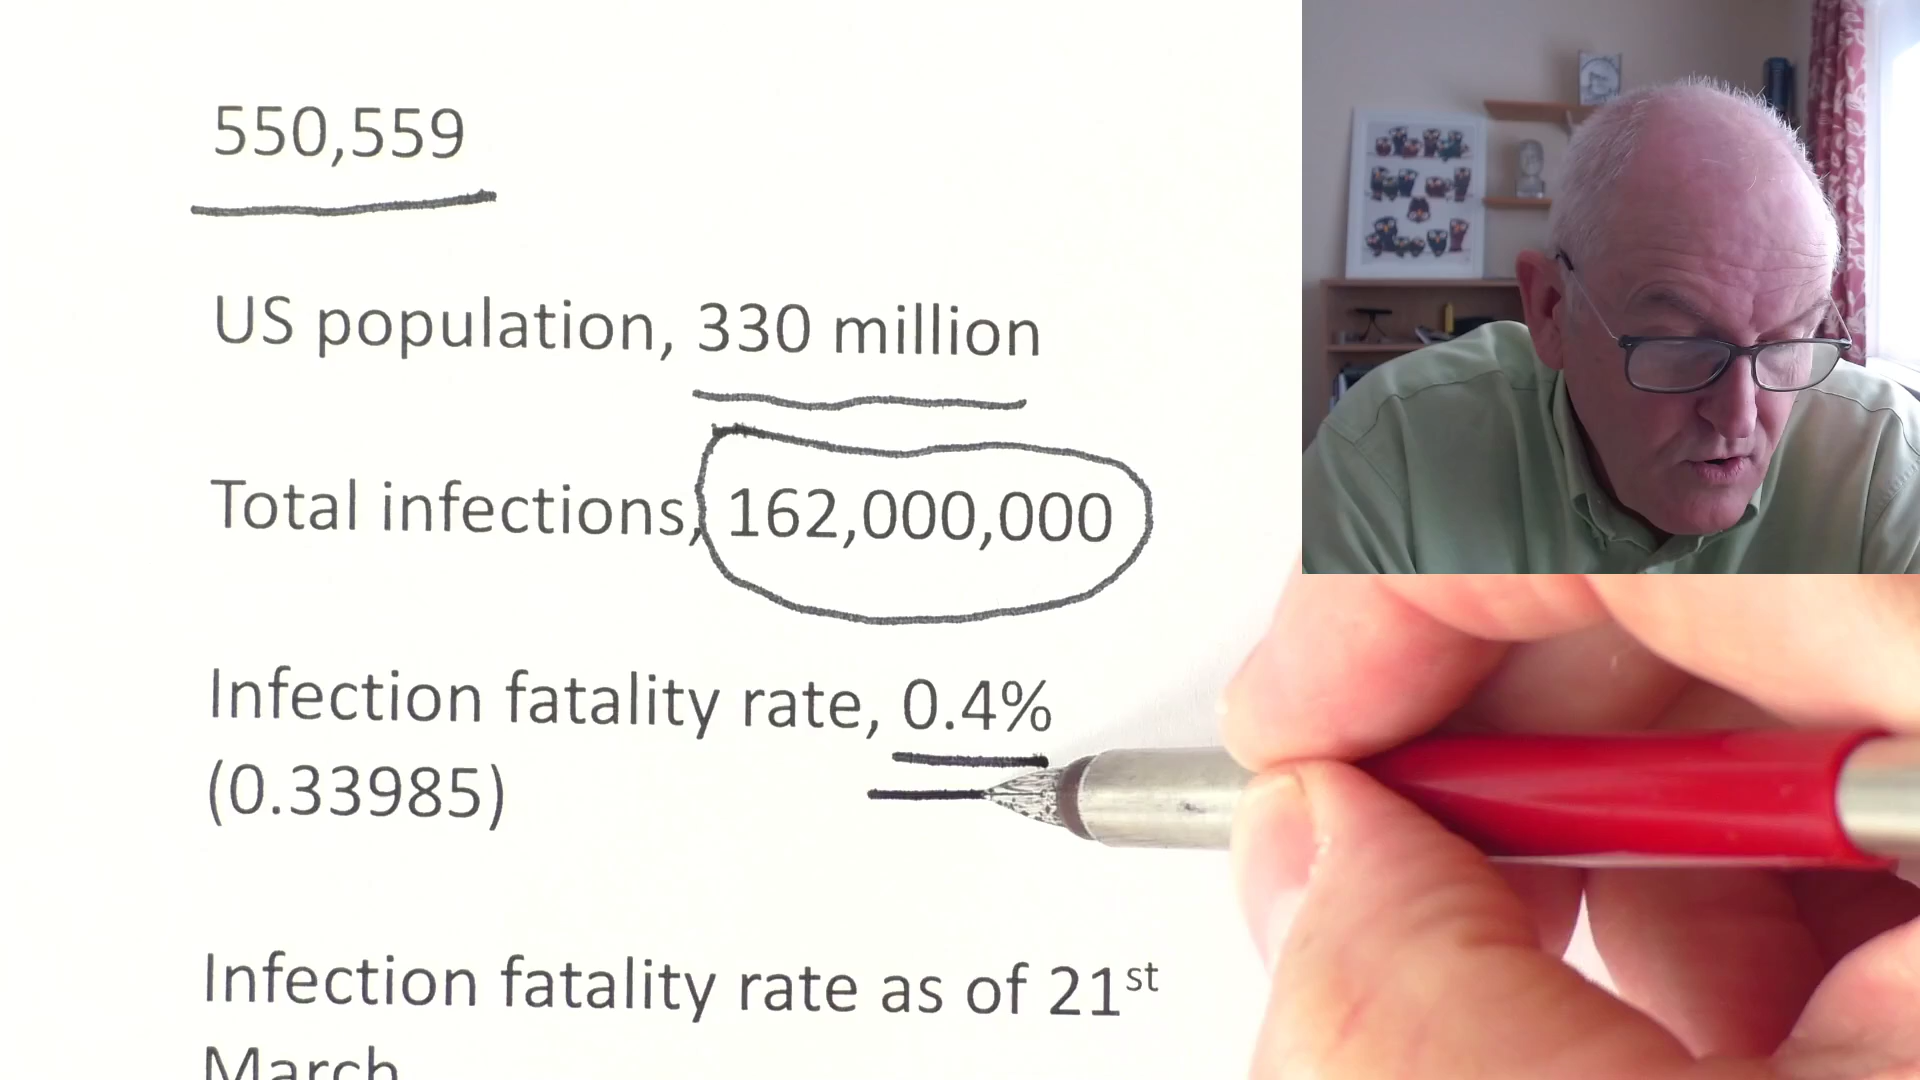 550,559
US population, 330 million
Total infections, 162,000,000
Infection fatality rate, 0.4%
(0.33985)
Infection fatality rate as of 21st
March